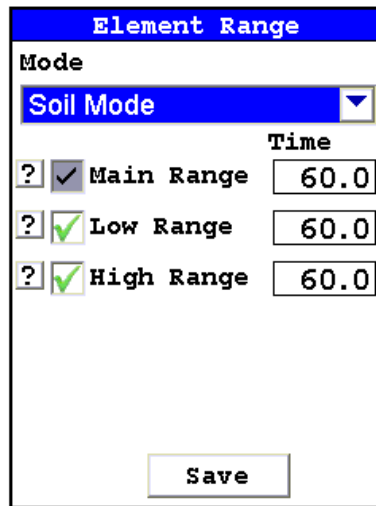 Element Range
Mode
Soil Mode
Time
? Main Range 60.0
? Low Range 60.0
? High Range 60.0
Save